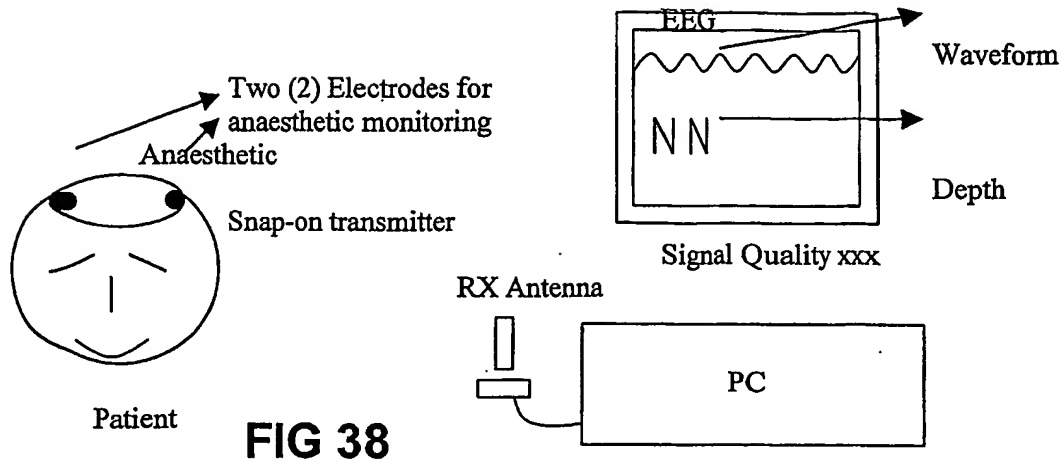 EEG
Waveform
Two (2) Electrodes for
anaesthetic monitoring
Anaesthetic
NN
Depth
Snap-on transmitter
Signal Quality xxx
RX Antenna
PC
Patient
FIG 38